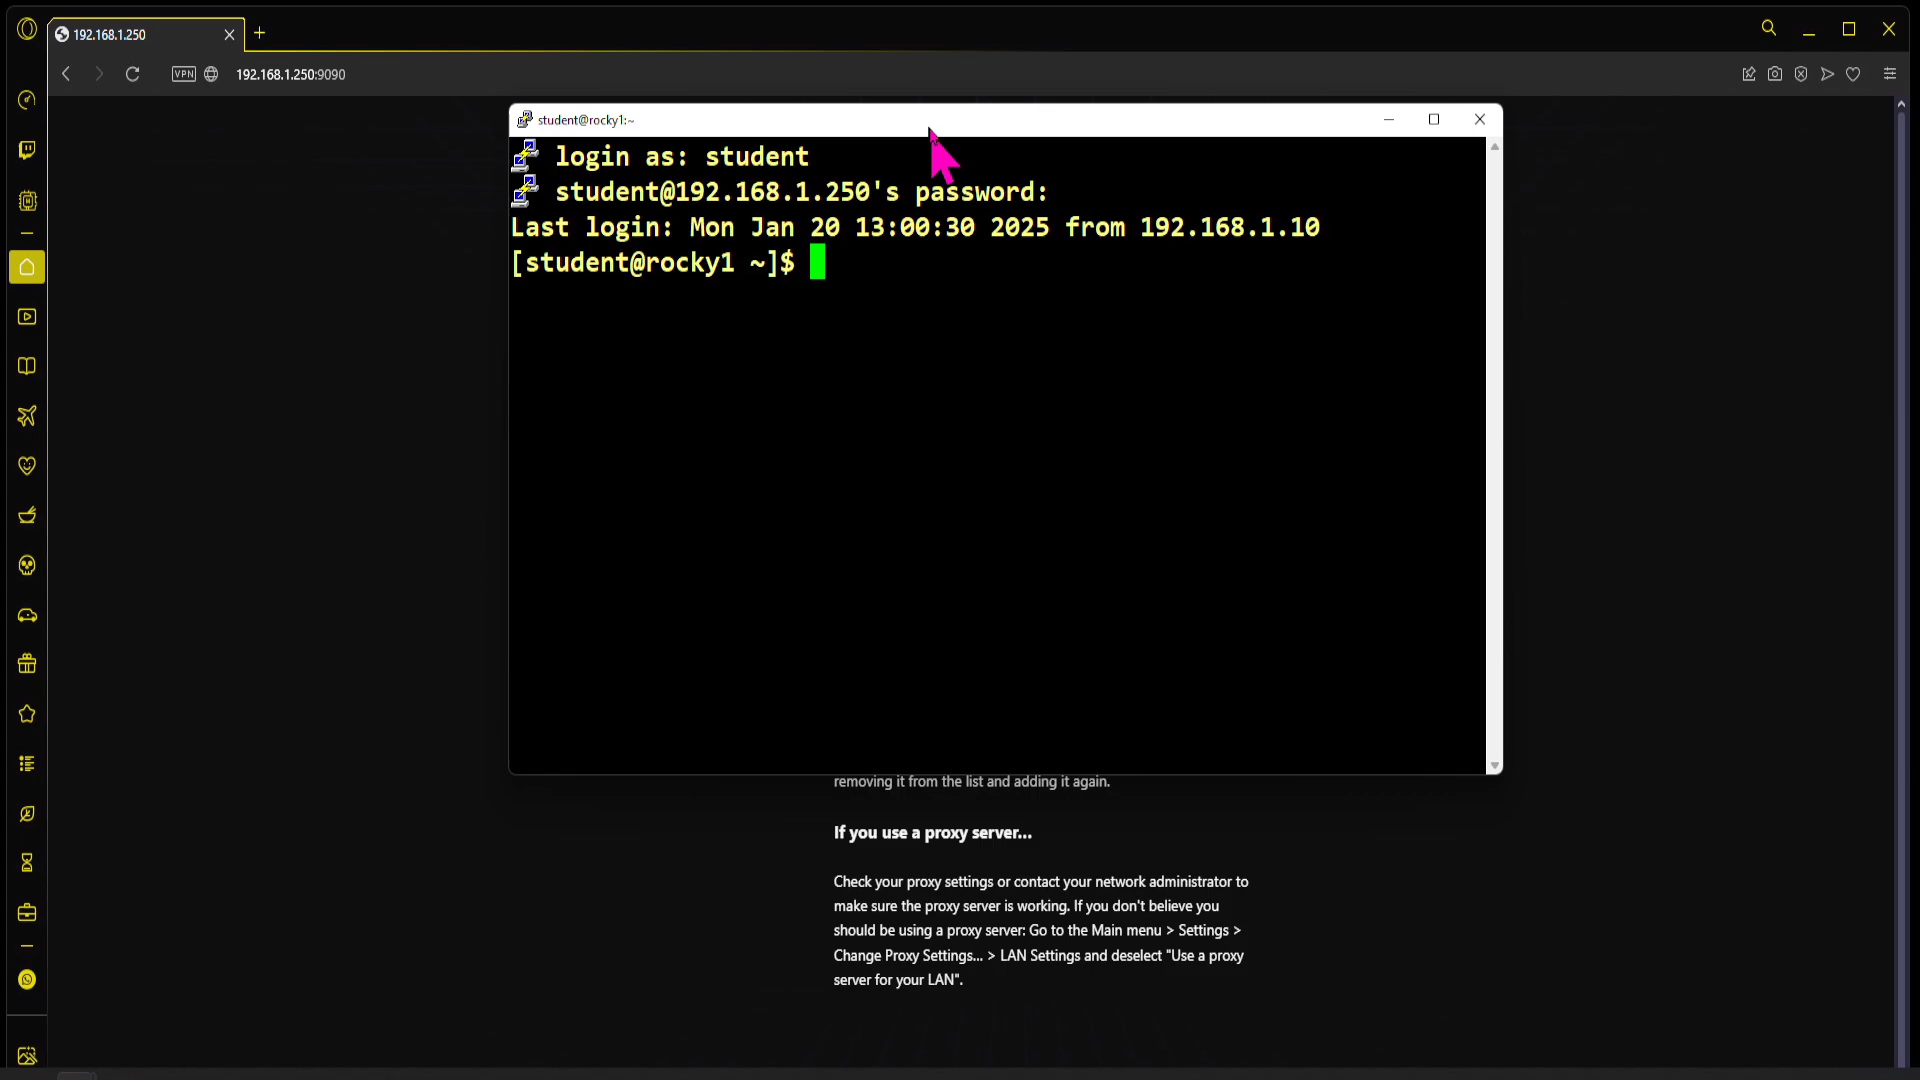 192.168.1.250
VPN
192.168.1.250:9090
student@rocky1:~
login as: student
student@192.168.1.250's password:
Last login: Mon Jan 20 13:00:30 2025 from 192.168.1.10
[student@rocky1 ~]$
removing it from the list and adding it again.
If you use a proxy server...
Check your proxy settings or contact your network administrator to
make sure the proxy server is working. If you don't believe you
should be using a proxy server: Go to the Main menu > Settings >
Change Proxy Settings... > LAN Settings and deselect "Use a proxy
server for your LAN".